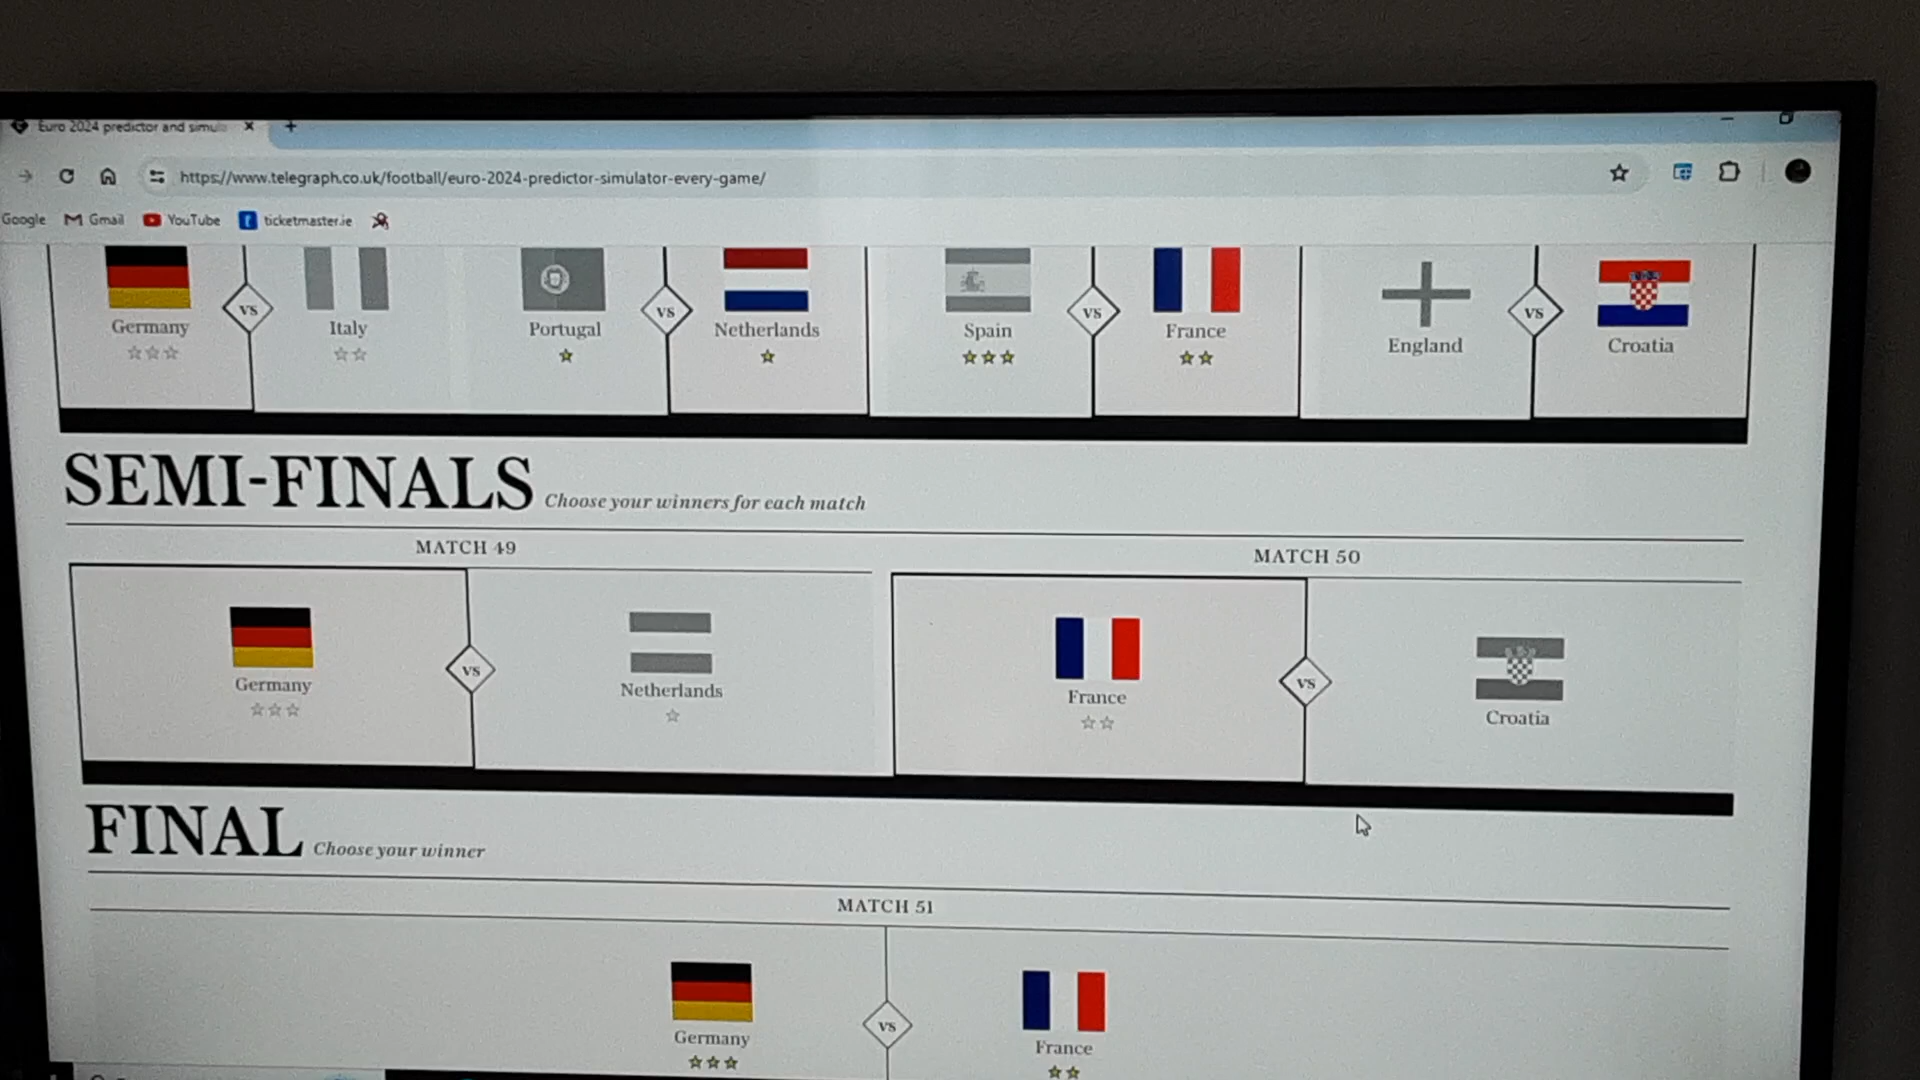 Euro 2024 predictor and simula
https://www.telegraph.co.uk/football/euro-2024-predictor-simulator-every-game/
Google Gmail YouTube ticketmaster.ie
Germany VS Italy Portugal VS Netherlands Spain VS France England VS Croatia
SEMI-FINALS Choose your winners for each match
MATCH 49 MATCH 50
Germany VS Netherlands France VS Croatia
FINAL Choose your winner
MATCH 51
Germany VS France